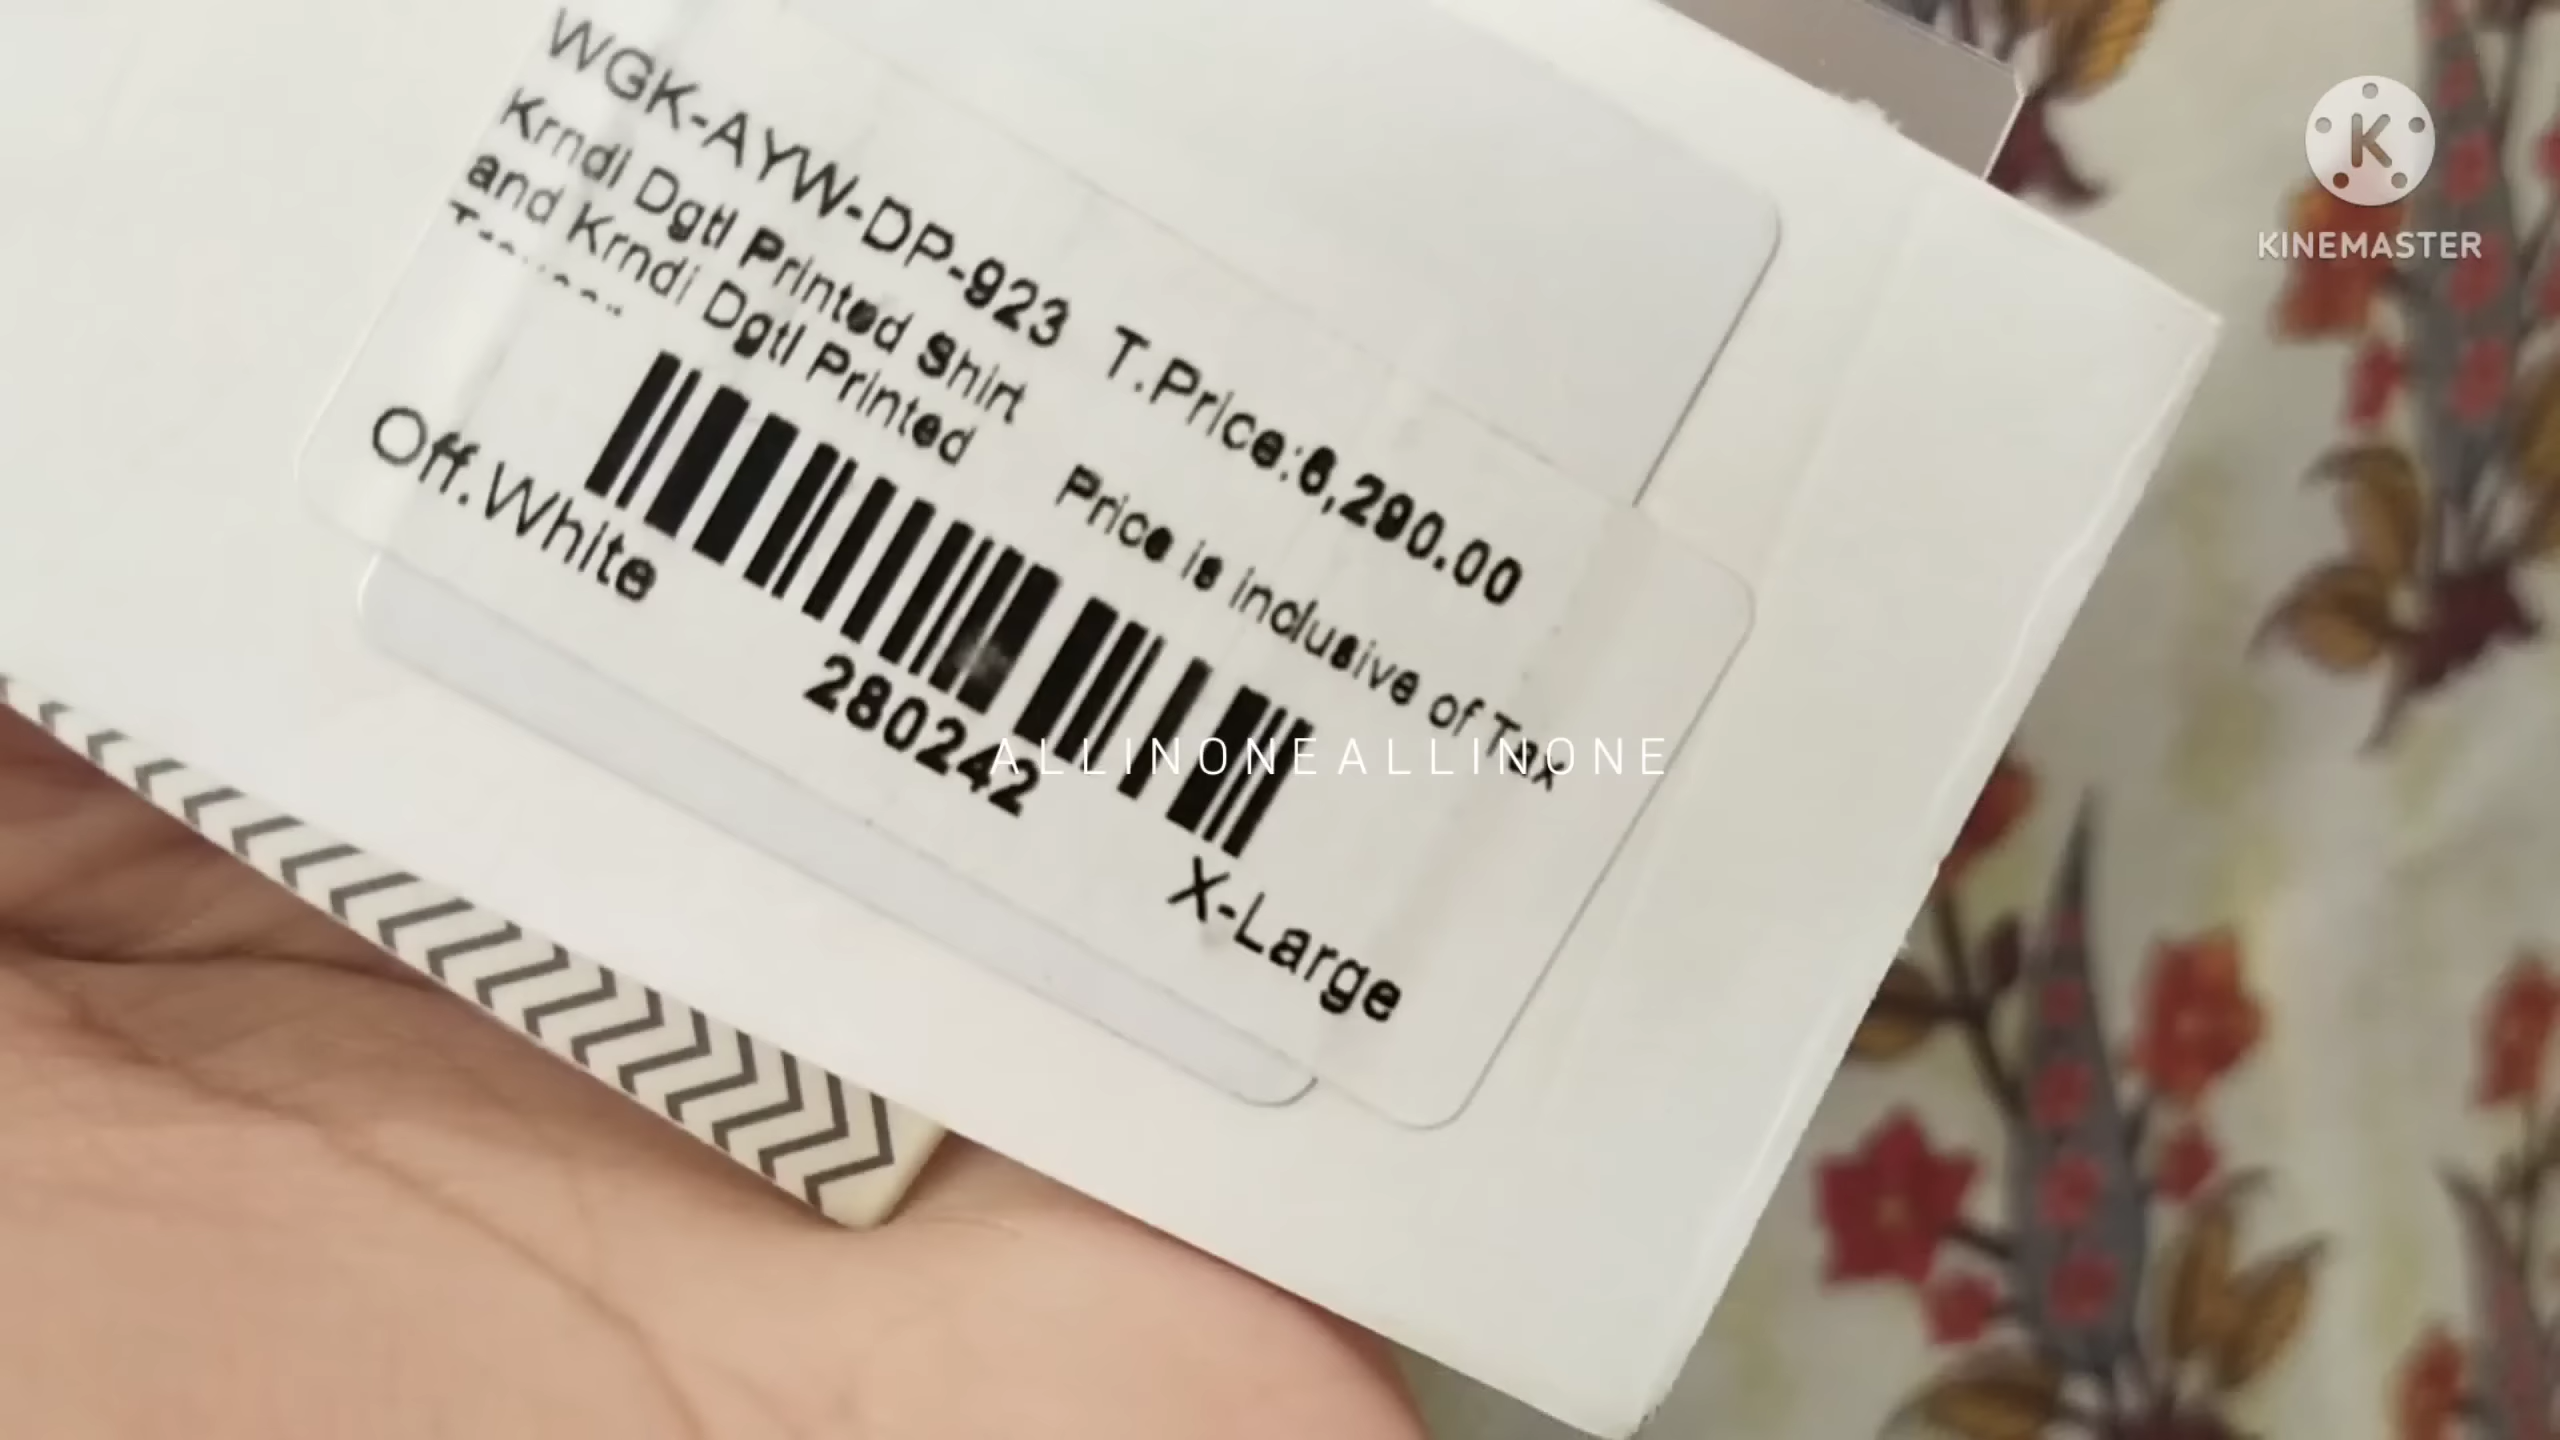 WGK-AYW-DP-923
T.Price:6,290.00
Krndi Dgtl Printed Shirt
and Krndi Dgtl Printed
Price is inclusive of Tax
Off.White
280242
X-Large
ALLINONEALLINONE
K
KINEMASTER